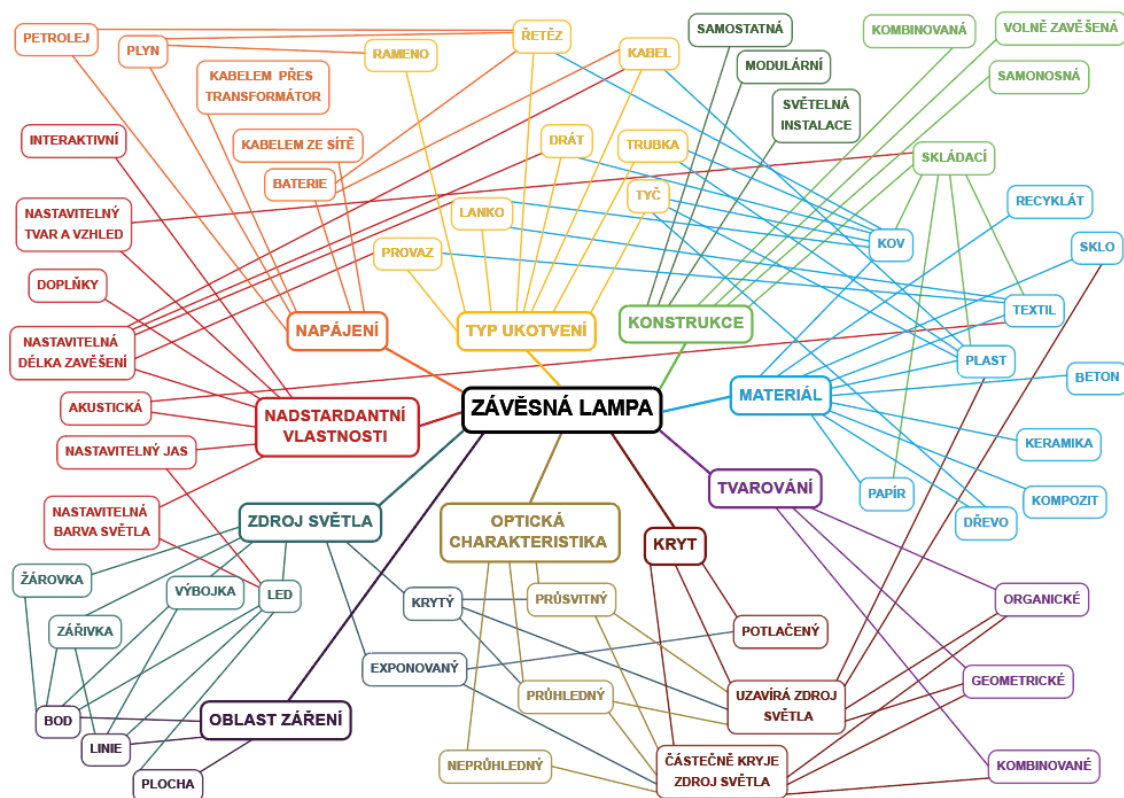 PETROLEJ
PLYN
ŘETĚZ
RAMENO
KABEL
SAMOSTATNÁ
MODULÁRNÍ
KOMBINOVANÁ
VOLNĚ ZAVĚŠENÁ
SAMONOSNÁ
KABELEM PŘES
TRANSFORMÁTOR
SVĚTELNÁ
INSTALACE
INTERAKTIVNÍ
KABELEM ZE SÍTĚ
DRÁT
TRUBKA
SKLÁDACÍ
BATERIE
TYČ
RECYKLÁT
NASTAVITELNÝ
TVAR A VZHLED
LANKO
KOV
SKLO
PROVAZ
DOPLŇKY
TEXTIL
NAPÁJENÍ
TYP UKOTVENÍ
KONSTRUKCE
NASTAVITELNÁ
DÉLKA ZAVĚŠENÍ
PLAST
BETON
AKUSTICKÁ
NADSTARDANTNÍ
VLASTNOSTI
ZÁVĚSNÁ LAMPA
MATERIÁL
NASTAVITELNÝ JAS
KERAMIKA
TVAROVÁNÍ
PAPÍR
KOMPOZIT
NASTAVITELNÁ
BARVA SVĚTLA
ZDROJ SVĚTLA
OPTICKÁ
CHARAKTERISTIKA
KRYT
DŘEVO
ŽÁROVKA
VÝBOJKA
LED
KRYTÝ
PRŮSVITNÝ
ORGANICKÉ
ZÁŘIVKA
POTLAČENÝ
EXPONOVANÝ
PRŮHLEDNÝ
UZAVÍRÁ ZDROJ
SVĚTLA
GEOMETRICKÉ
BOD
OBLAST ZÁŘENÍ
LINIE
PLOCHA
NEPRŮHLEDNÝ
ČÁSTEČNĚ KRYJE
ZDROJ SVĚTLA
KOMBINOVANÉ